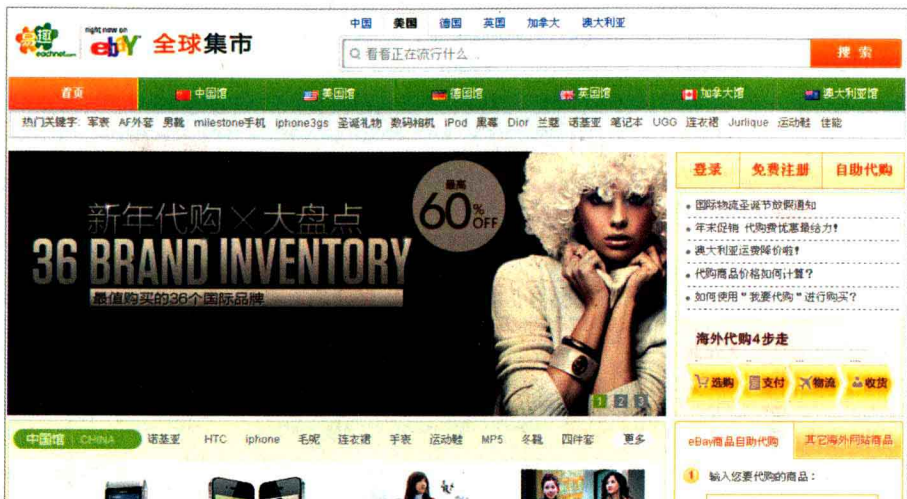 中国 美国 德国 英国 加拿大 澳大利亚
易趣 eachnet.com right now on ebY 全球集市
看看正在流行什么... 搜 索
首页 中国馆 美国馆 德国馆 英国馆 加拿大馆 澳大利亚馆
热门关键字: 军表 AF外套 男靴 milestone手机 iphone3gs 圣诞礼物 数码相机 iPod 黑莓 Dior 兰蔻 诺基亚 笔记本 UGG 连衣裙 Jurlique 运动鞋 佳能
新年代购×大盘点
36 BRAND INVENTORY
最值购买的36个国际品牌
最高
60% OFF
1 2 3
登录 免费注册 自助代购
国际物流圣诞节放假通知
年末促销 代购费优惠最给力!
澳大利亚运费降价啦!
代购商品价格如何计算?
如何使用"我要代购"进行购买?
海外代购4步走
选购 支付 物流 收货
中国馆 CHINA 诺基亚 HTC iphone 毛呢 连衣裙 手表 运动鞋 MP5 冬靴 四件套 更多
eBay商品自助代购 其它海外网站商品
1 输入您要代购的商品: